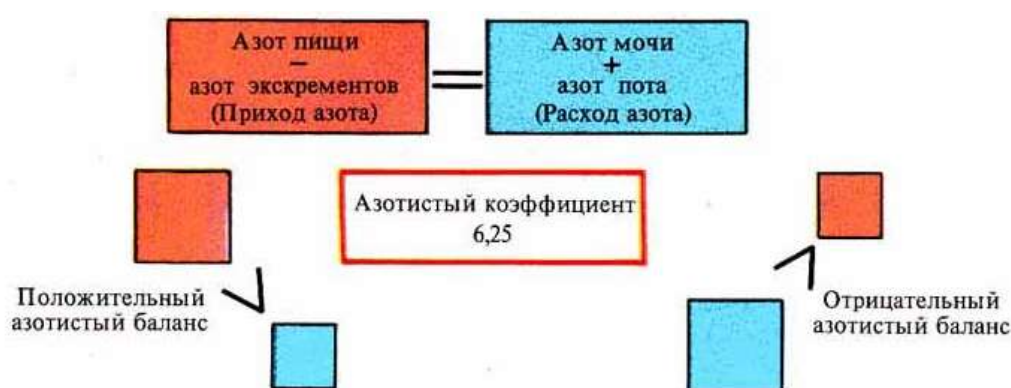 Азот пищи
−
азот экскрементов
(Приход азота)
=
Азот мочи
+
азот пота
(Расход азота)
Азотистый коэффициент
6,25
Положительный
азотистый баланс
Отрицательный
азотистый баланс